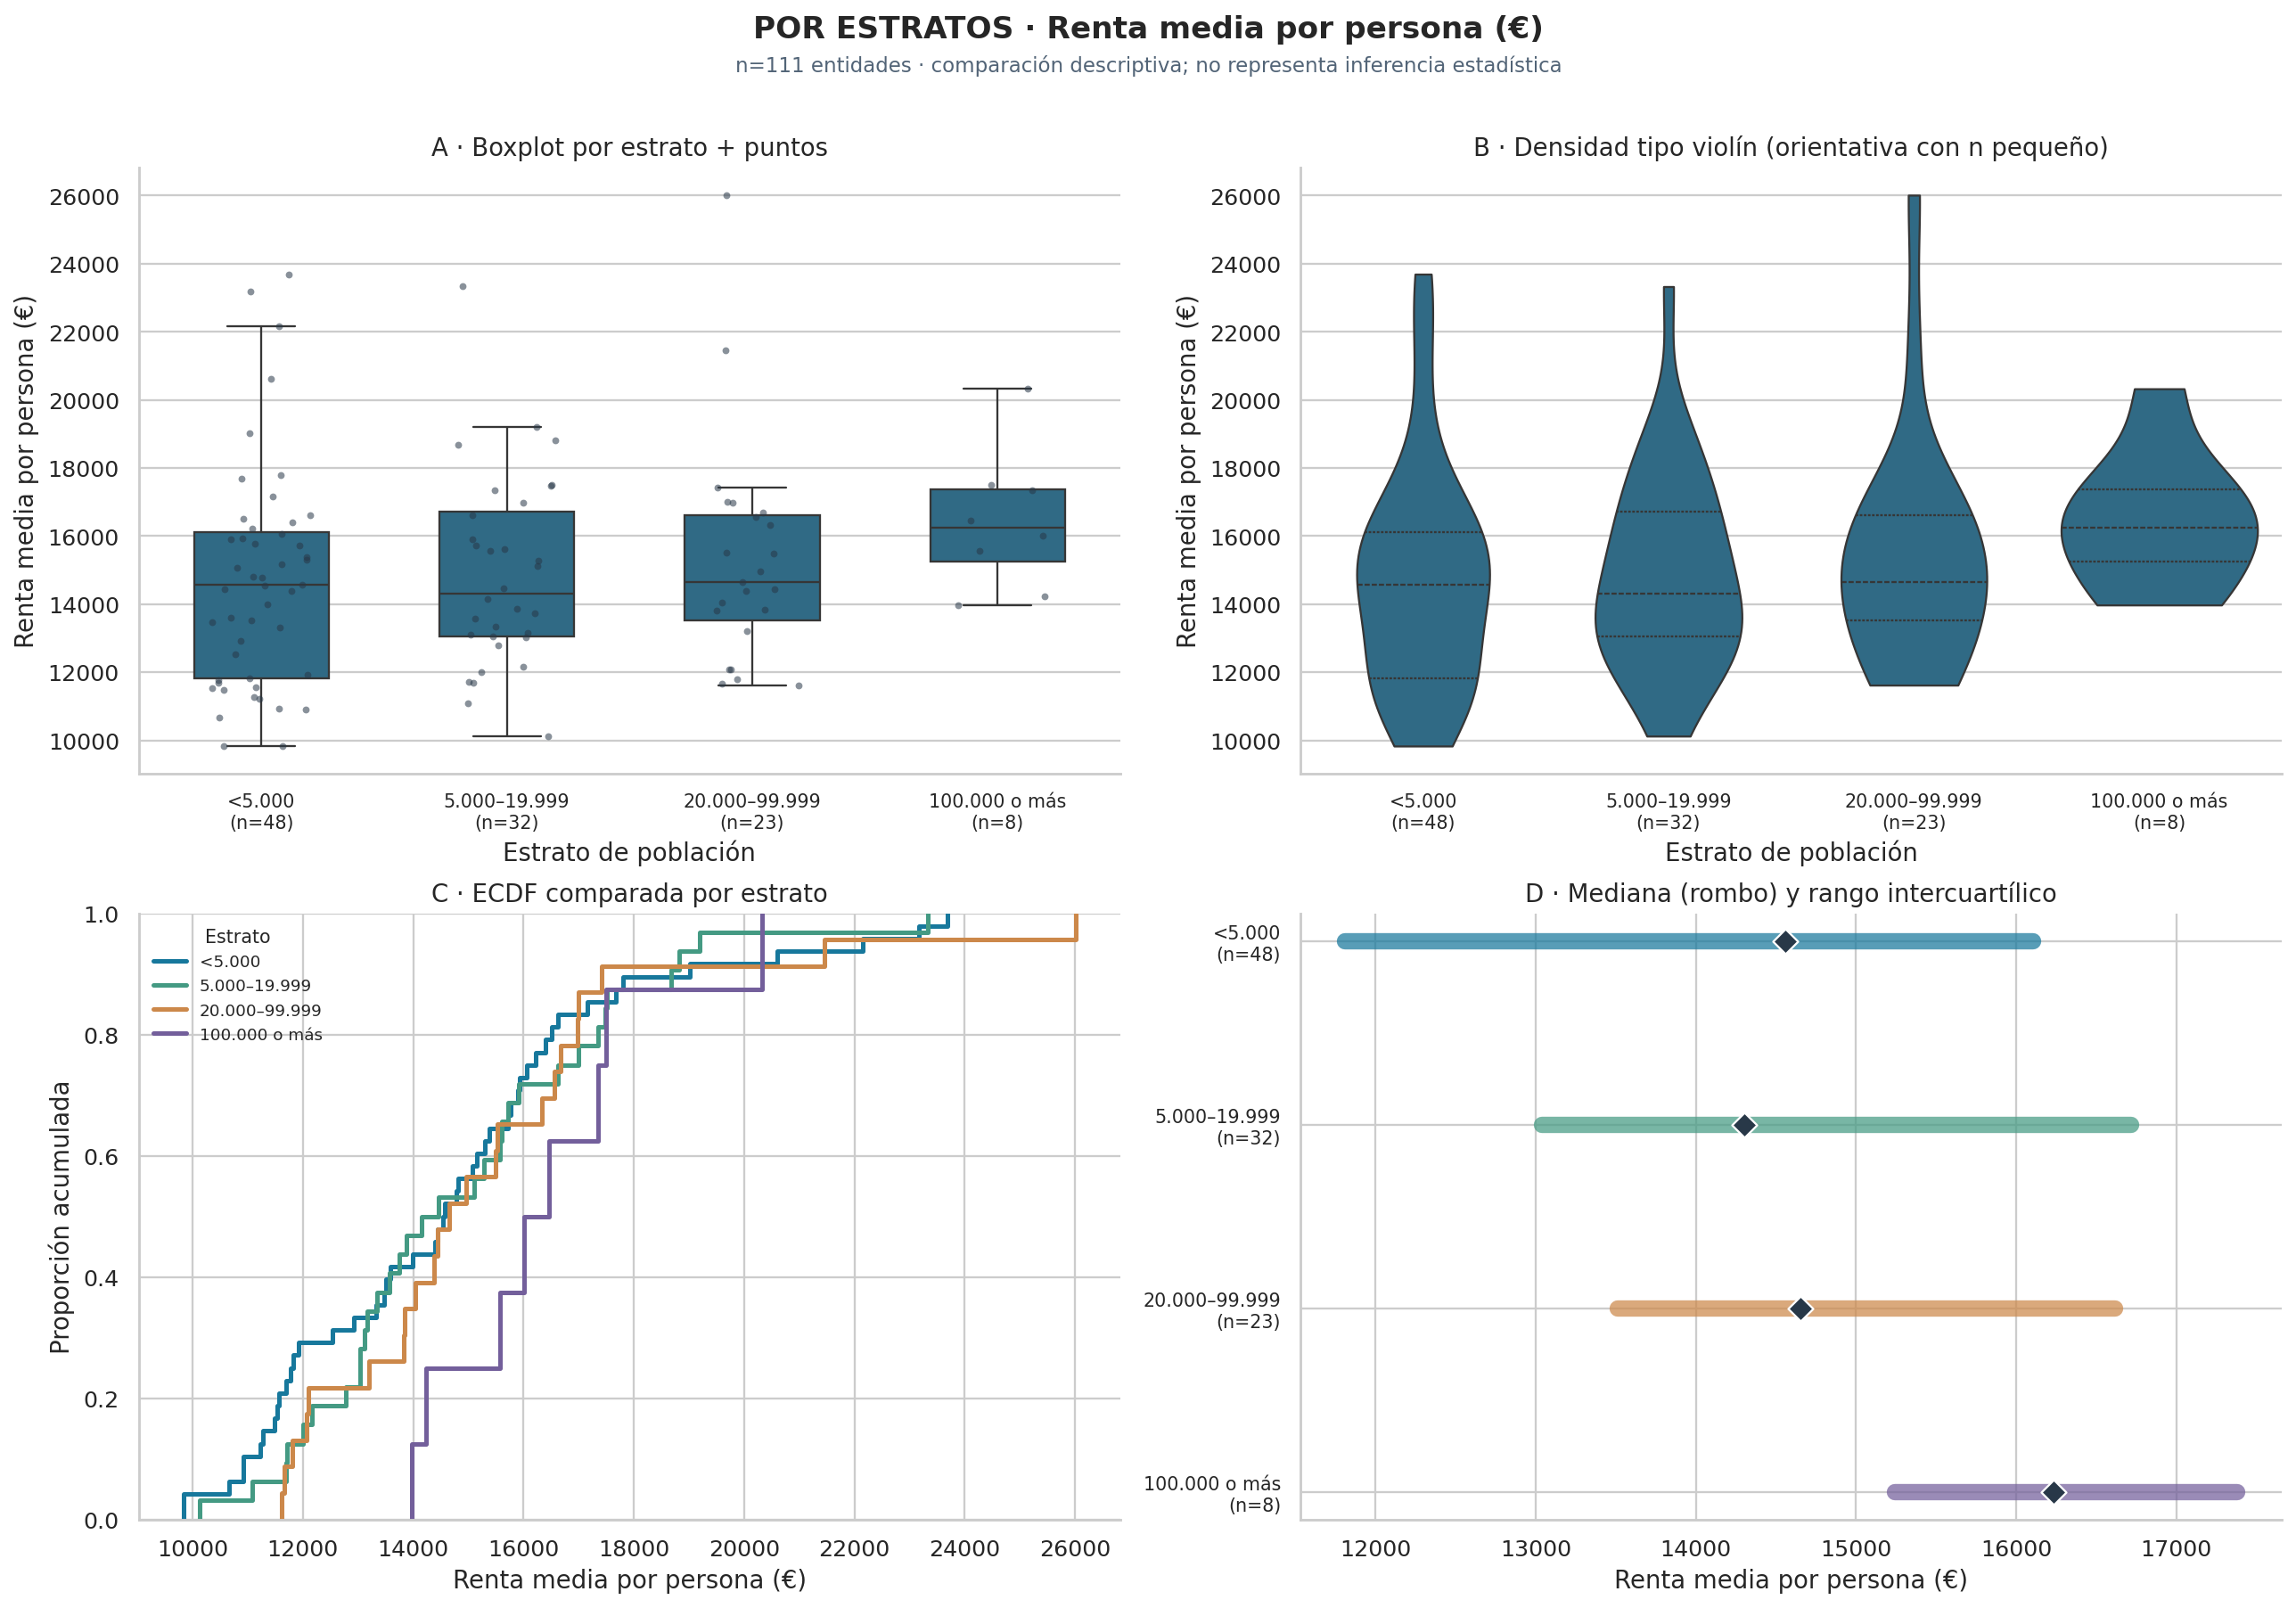 POR ESTRATOS · Renta media por persona (€)
n=111 entidades · comparación descriptiva; no representa inferencia estadística
A · Boxplot por estrato + puntos
Renta media por persona (€)
26000
24000
22000
20000
18000
16000
14000
12000
10000
<5.000
(n=48)
5.000–19.999
(n=32)
20.000–99.999
(n=23)
100.000 o más
(n=8)
Estrato de población
B · Densidad tipo violín (orientativa con n pequeño)
Renta media por persona (€)
26000
24000
22000
20000
18000
16000
14000
12000
10000
<5.000
(n=48)
5.000–19.999
(n=32)
20.000–99.999
(n=23)
100.000 o más
(n=8)
Estrato de población
C · ECDF comparada por estrato
Proporción acumulada
1.0
0.8
0.6
0.4
0.2
0.0
Estrato
<5.000
5.000–19.999
20.000–99.999
100.000 o más
10000
12000
14000
16000
18000
20000
22000
24000
26000
Renta media por persona (€)
D · Mediana (rombo) y rango intercuartílico
<5.000
(n=48)
5.000–19.999
(n=32)
20.000–99.999
(n=23)
100.000 o más
(n=8)
12000
13000
14000
15000
16000
17000
Renta media por persona (€)